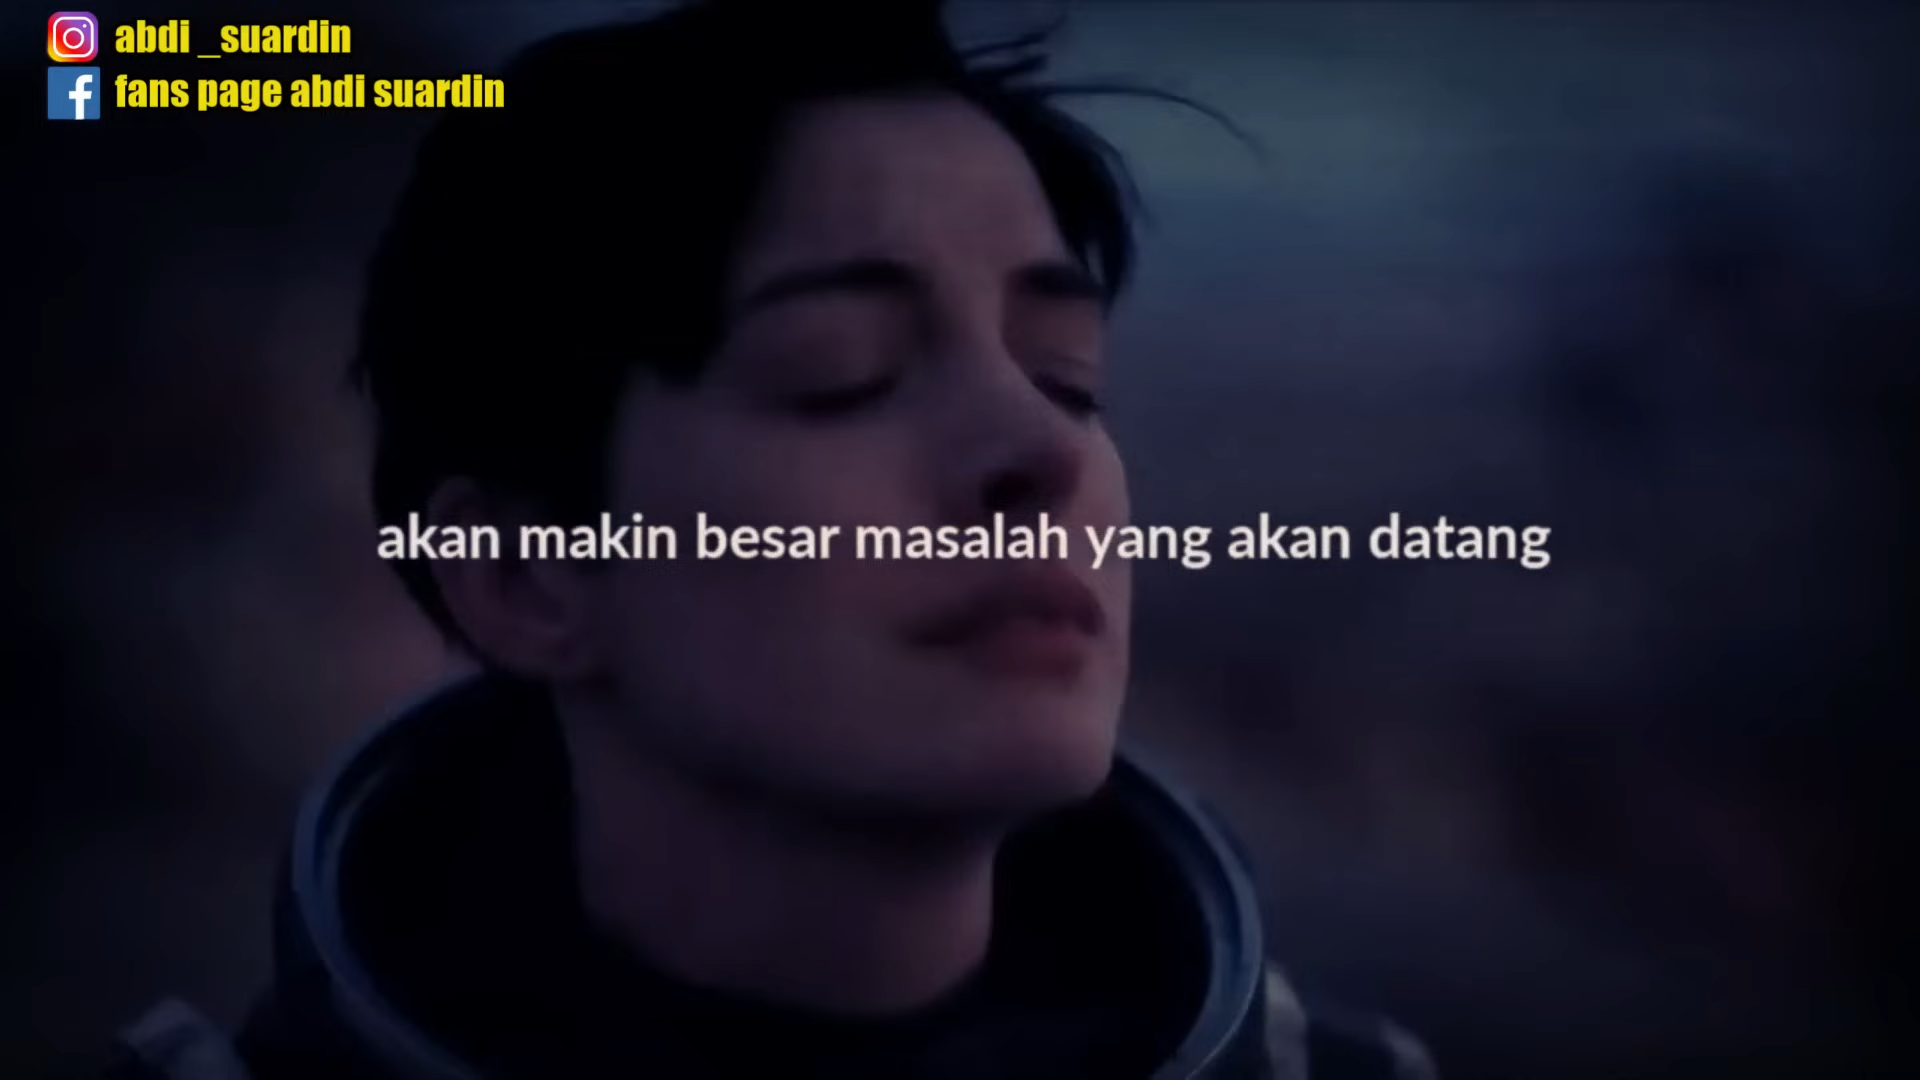 abdi _suardin
fans page abdi suardin
akan makin besar masalah yang akan datang